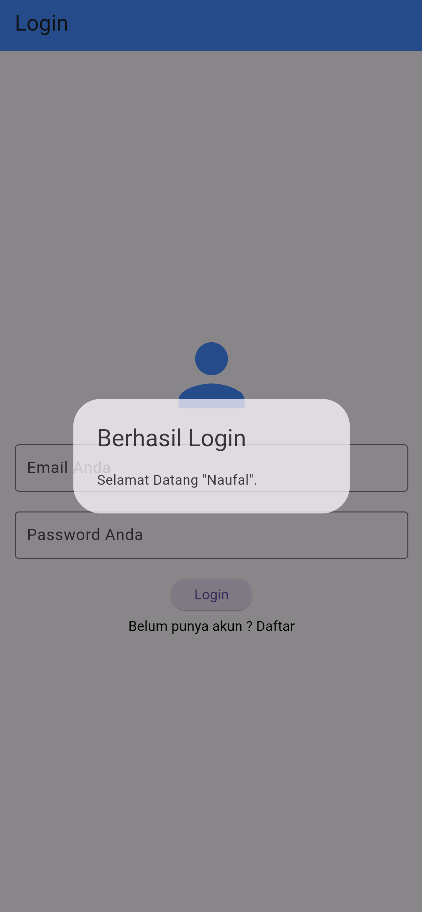 Login
Berhasil Login
Email Anda
Selamat Datang "Naufal".
Password Anda
Login
Belum punya akun ? Daftar